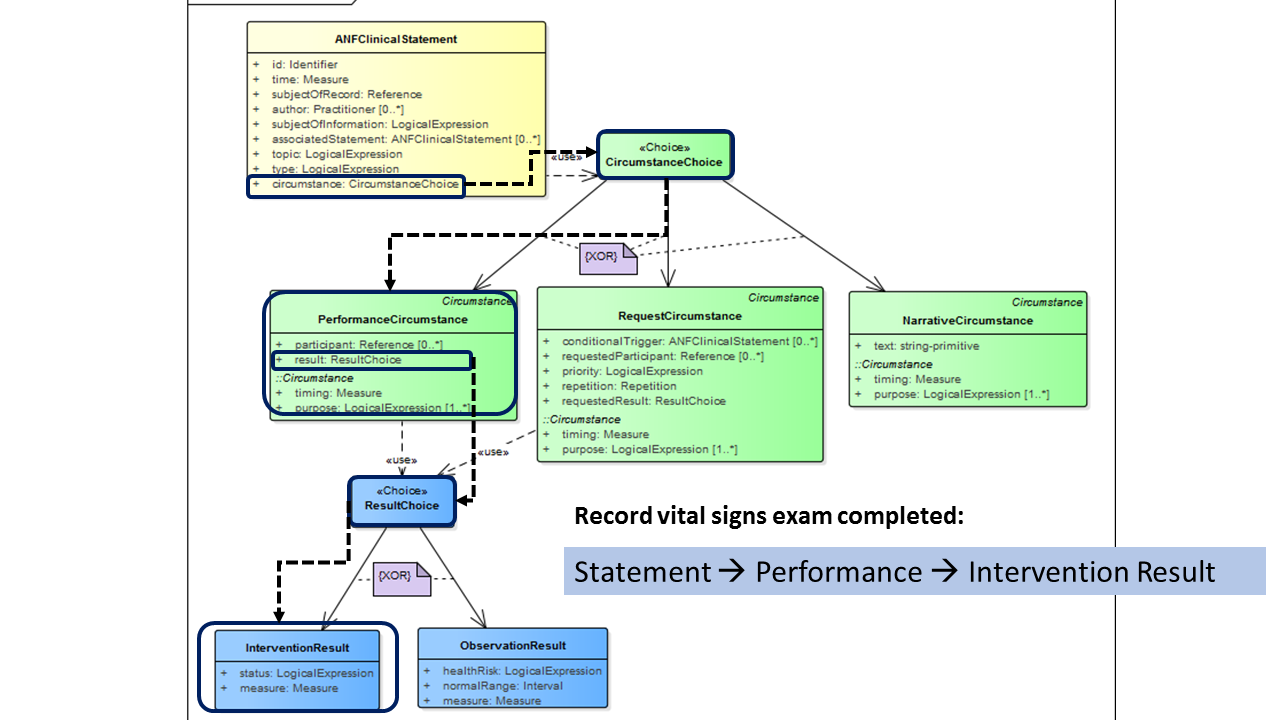 ANFClinicalStatement
+ id: Identifier
+ time: Measure
+ subjectOfRecord: Reference
+ author: Practitioner [0..*]
+ subjectOfInformation: LogicalExpression
+ associatedStatement: ANFClinicalStatement [0..*]
+ topic: LogicalExpression
+ type: LogicalExpression
+ circumstance: CircumstanceChoice
«use»
«Choice»
CircumstanceChoice
{XOR}
Circumstance
PerformanceCircumstance
+ participant: Reference [0..*]
+ result: ResultChoice
::Circumstance
+ timing: Measure
+ purpose: LogicalExpression [1..*]
Circumstance
RequestCircumstance
+ conditionalTrigger: ANFClinicalStatement [0..*]
+ requestedParticipant: Reference [0..*]
+ priority: LogicalExpression
+ repetition: Repetition
+ requestedResult: ResultChoice
::Circumstance
+ timing: Measure
+ purpose: LogicalExpression [1..*]
Circumstance
NarrativeCircumstance
+ text: string-primitive
::Circumstance
+ timing: Measure
+ purpose: LogicalExpression [1..*]
«use»
«use»
«Choice»
ResultChoice
{XOR}
Record vital signs exam completed:
Statement → Performance → Intervention Result
InterventionResult
+ status: LogicalExpression
+ measure: Measure
ObservationResult
+ healthRisk: LogicalExpression
+ normalRange: Interval
+ measure: Measure